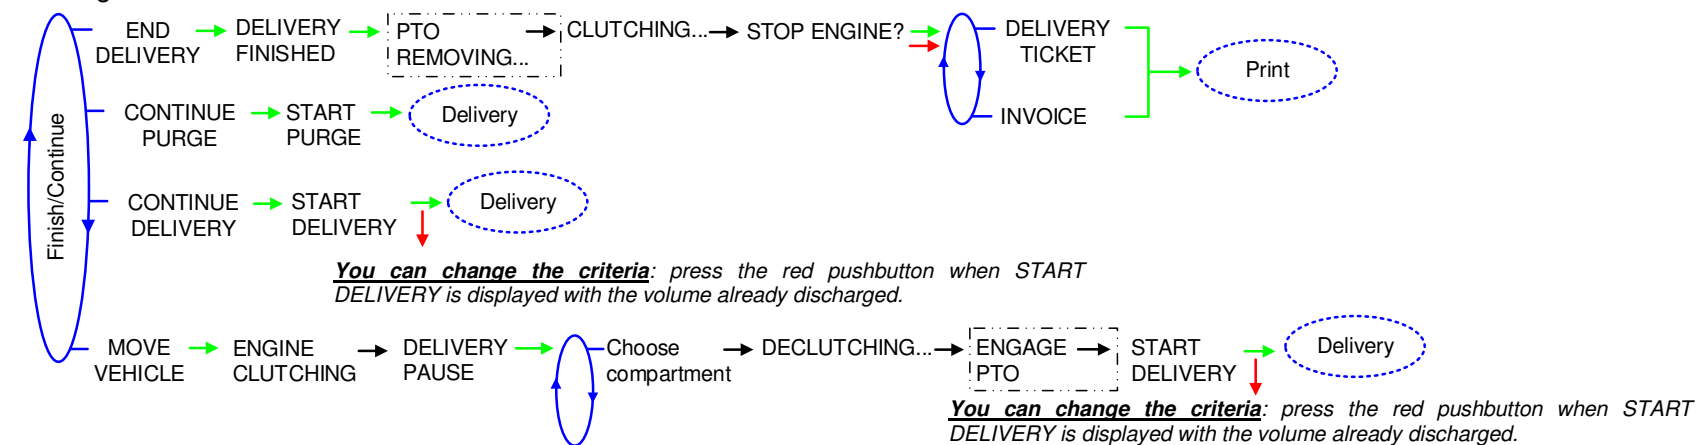 END DELIVERY
DELIVERY FINISHED
PTO REMOVING...
CLUTCHING...
STOP ENGINE?
DELIVERY TICKET
INVOICE
Print
Finish/Continue
CONTINUE PURGE
START PURGE
Delivery
CONTINUE DELIVERY
START DELIVERY
Delivery
You can change the criteria: press the red pushbutton when START
DELIVERY is displayed with the volume already discharged.
MOVE VEHICLE
ENGINE CLUTCHING
DELIVERY PAUSE
Choose compartment
DECLUTCHING...
ENGAGE PTO
START DELIVERY
Delivery
You can change the criteria: press the red pushbutton when START
DELIVERY is displayed with the volume already discharged.